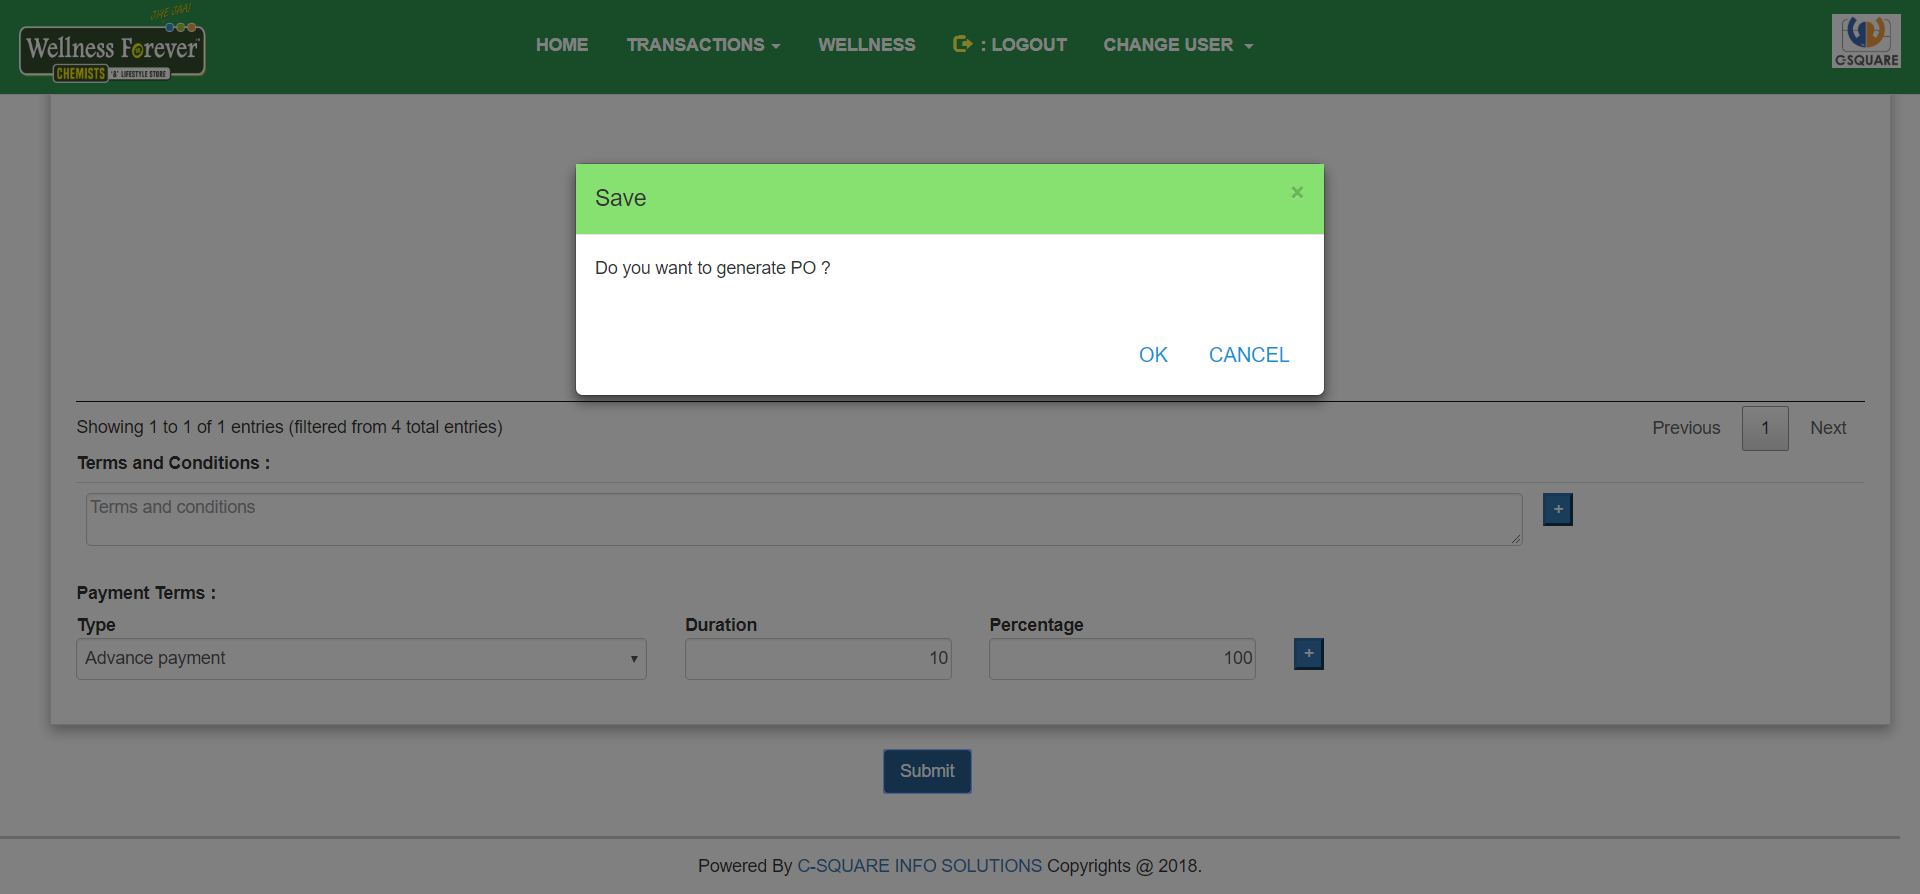 JIYE JAAI
Wellness Forever
CHEMISTS 'A' LIFESTYLE STORE
HOME TRANSACTIONS WELLNESS : LOGOUT CHANGE USER
C-SQUARE
Save ×
Do you want to generate PO ?
OK CANCEL
Showing 1 to 1 of 1 entries (filtered from 4 total entries) Previous 1 Next
Terms and Conditions :
Terms and conditions +
Payment Terms :
Type Duration Percentage
Advance payment 10 100 +
Submit
Powered By C-SQUARE INFO SOLUTIONS Copyrights @ 2018.